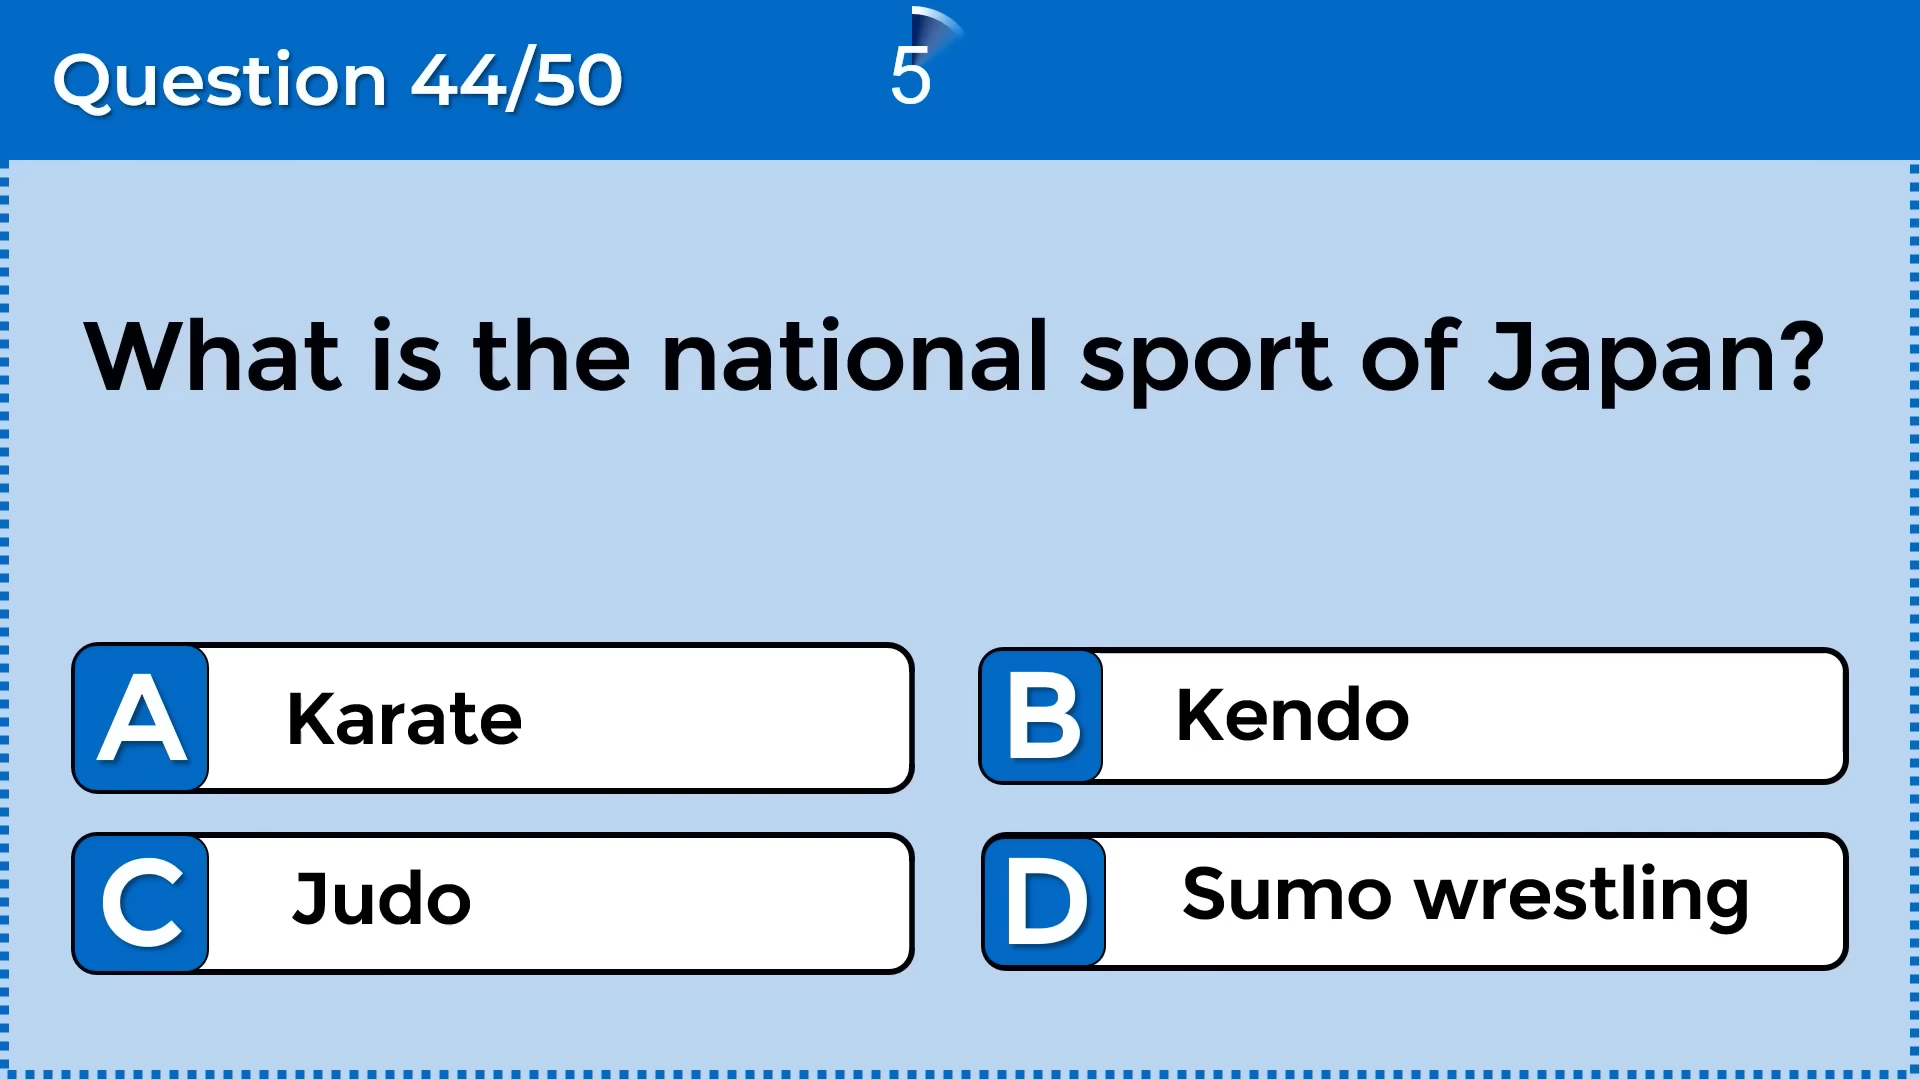 Question 44/50
5
What is the national sport of Japan?
A Karate
B Kendo
C Judo
D Sumo wrestling